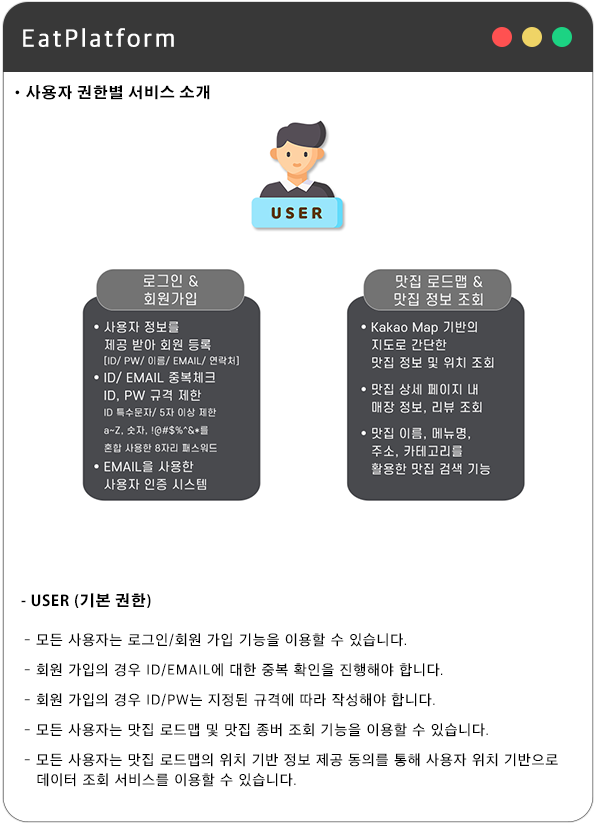 EatPlatform
• 사용자 권한별 서비스 소개
USER
로그인 &
회원가입
• 사용자 정보를
제공 받아 회원 등록
[ID/ PW/ 이름/ EMAIL/ 연락처]
• ID/ EMAIL 중복체크
ID, PW 규격 제한
ID 특수문자/ 5자 이상 제한
a~Z, 숫자, !@#$%^&*를
혼합 사용한 8자리 패스워드
• EMAIL을 사용한
사용자 인증 시스템
맛집 로드맵 &
맛집 정보 조회
• Kakao Map 기반의
지도로 간단한
맛집 정보 및 위치 조회
• 맛집 상세 페이지 내
매장 정보, 리뷰 조회
• 맛집 이름, 메뉴명,
주소, 카테고리를
활용한 맛집 검색 기능
- USER (기본 권한)
- 모든 사용자는 로그인/회원 가입 기능을 이용할 수 있습니다.
- 회원 가입의 경우 ID/EMAIL에 대한 중복 확인을 진행해야 합니다.
- 회원 가입의 경우 ID/PW는 지정된 규격에 따라 작성해야 합니다.
- 모든 사용자는 맛집 로드맵 및 맛집 종버 조회 기능을 이용할 수 있습니다.
- 모든 사용자는 맛집 로드맵의 위치 기반 정보 제공 동의를 통해 사용자 위치 기반으로
데이터 조회 서비스를 이용할 수 있습니다.